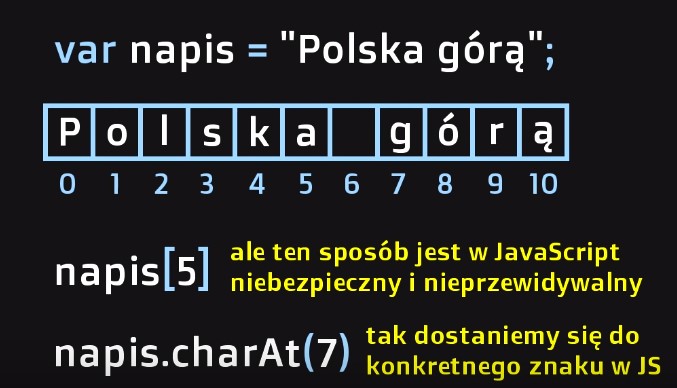 var napis = "Polska górą";
P o l s k a g ó r ą
0 1 2 3 4 5 6 7 8 9 10
napis[5] ale ten sposób jest w JavaScript
niebezpieczny i nieprzewidywalny
napis.charAt(7) tak dostaniemy się do
konkretnego znaku w JS